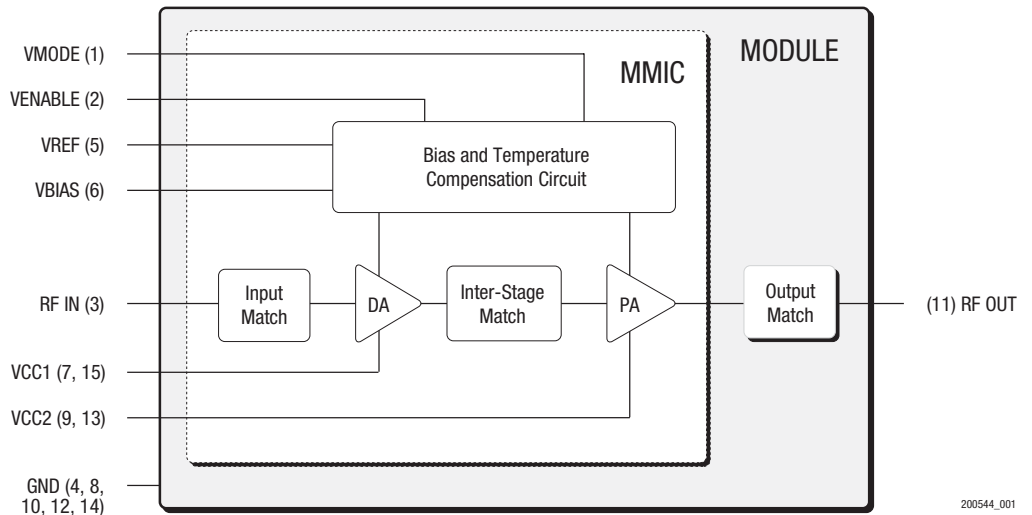 VMODE (1)
MODULE
MMIC
VENABLE (2)
VREF (5)
Bias and Temperature
Compensation Circuit
VBIAS (6)
RF IN (3)
Input
Match
DA
Inter-Stage
Match
PA
Output
Match
(11) RF OUT
VCC1 (7, 15)
VCC2 (9, 13)
GND (4, 8,
10, 12, 14)
200544_001